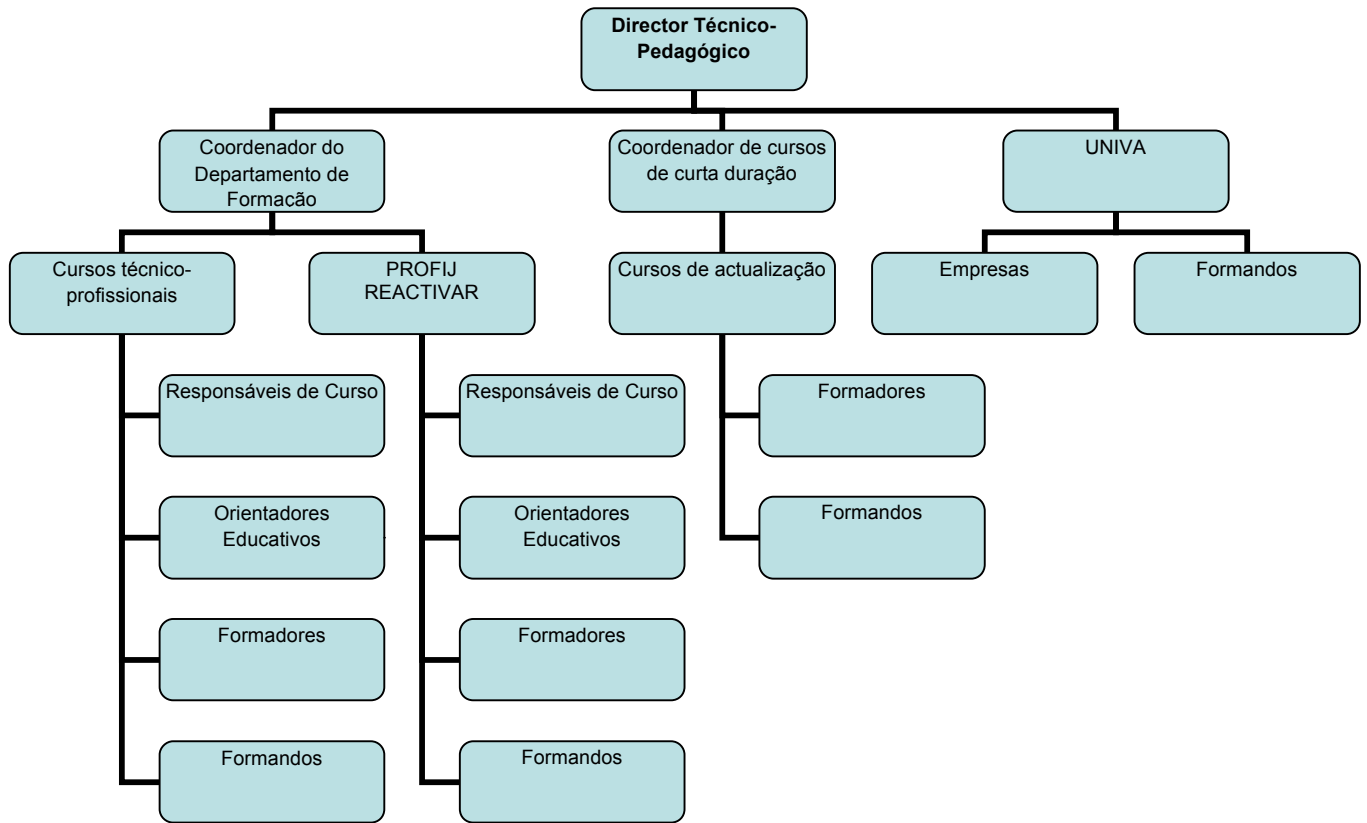 Director Técnico-
Pedagógico
Coordenador do
Departamento de
Formação
Coordenador de cursos
de curta duração
UNIVA
Cursos técnico-
profissionais
PROFIJ
REACTIVAR
Cursos de actualização
Empresas
Formandos
Responsáveis de Curso
Responsáveis de Curso
Formadores
Orientadores
Educativos
Orientadores
Educativos
Formandos
Formadores
Formadores
Formandos
Formandos